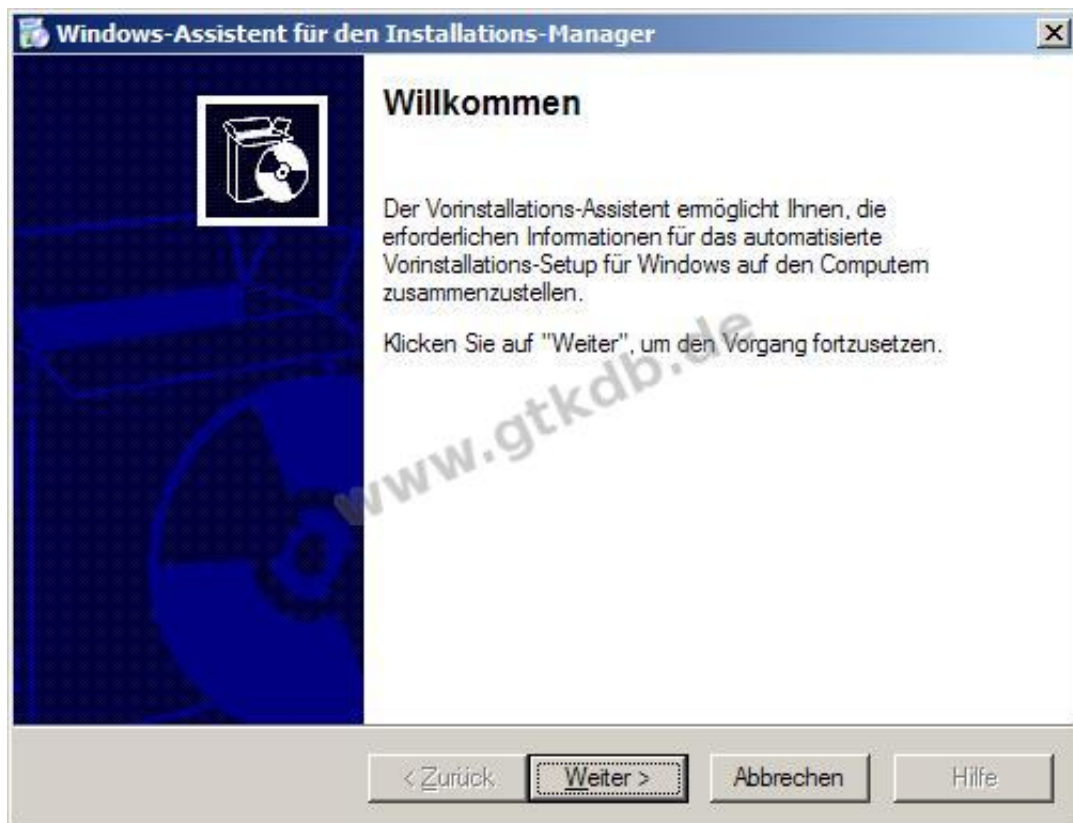 Windows-Assistent für den Installations-Manager
Willkommen
Der Vorinstallations-Assistent ermöglicht Ihnen, die
erforderlichen Informationen für das automatisierte
Vorinstallations-Setup für Windows auf den Computern
zusammenzustellen.
Klicken Sie auf "Weiter", um den Vorgang fortzusetzen.
www.gtkdb.de
< Zurück
Weiter >
Abbrechen
Hilfe